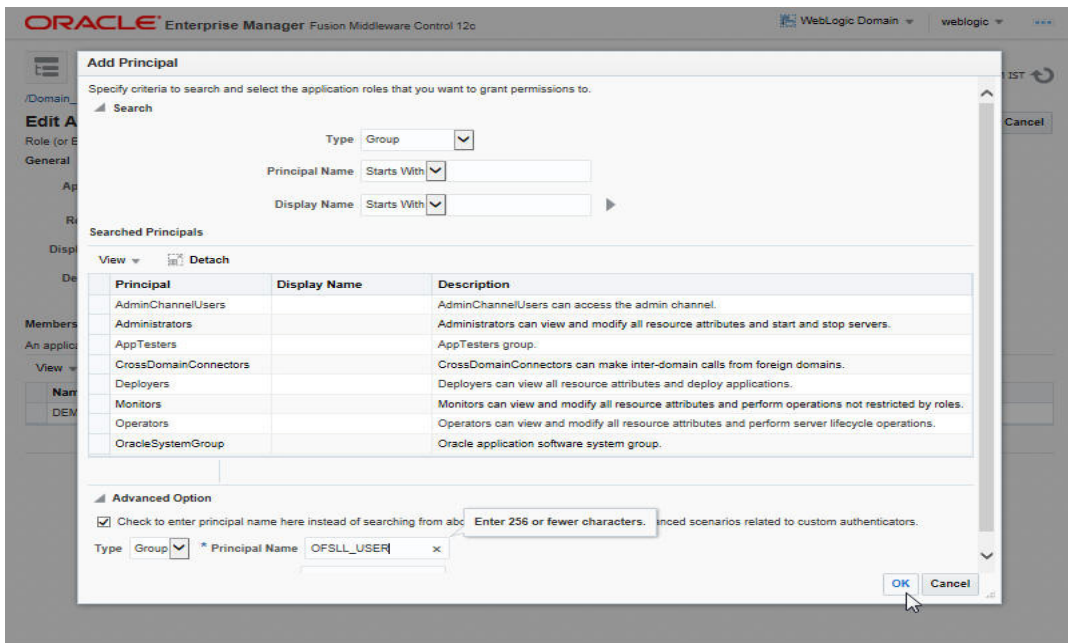 ORACLE Enterprise Manager Fusion Middleware Control 12c
WebLogic Domain weblogic
Add Principal
IST
Specify criteria to search and select the application roles that you want to grant permissions to.
/Domain_
Search
Edit A
Cancel
Role (or E
Type Group
General
Principal Name Starts With
Ap
Display Name Starts With
Searched Principals
Displ
View Detach
De
Principal Display Name Description
AdminChannelUsers AdminChannelUsers can access the admin channel.
Members
Administrators Administrators can view and modify all resource attributes and start and stop servers.
An applica
AppTesters AppTesters group.
View
CrossDomainConnectors CrossDomainConnectors can make inter-domain calls from foreign domains.
Nam
Deployers Deployers can view all resource attributes and deploy applications.
DEM
Monitors Monitors can view and modify all resource attributes and perform operations not restricted by roles.
Operators Operators can view and modify all resource attributes and perform server lifecycle operations.
OracleSystemGroup Oracle application software system group.
Advanced Option
Check to enter principal name here instead of searching from abo Enter 256 or fewer characters. anced scenarios related to custom authenticators.
Type Group * Principal Name OFSLL_USER
OK Cancel